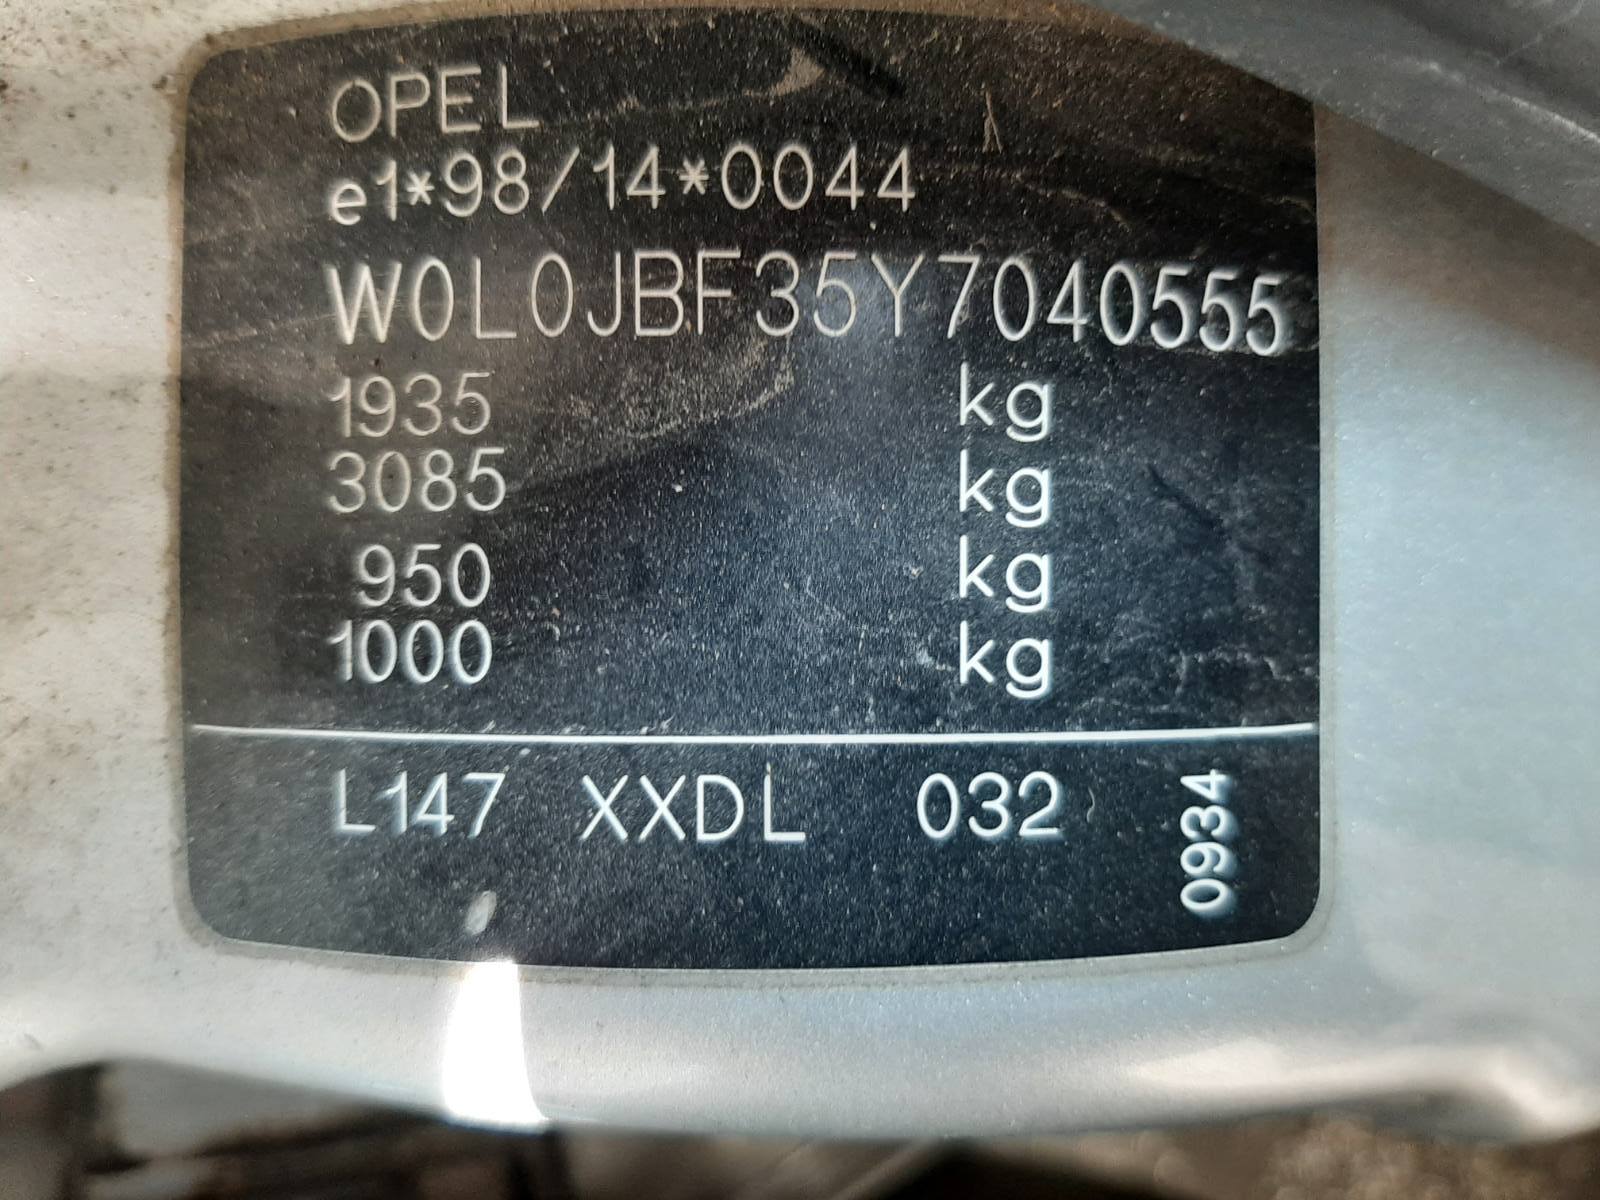 OPEL
e1*98/14*0044
W0L0JBF35Y7040555
1935 kg
3085 kg
950 kg
1000 kg
L147 XXDL 032 0934